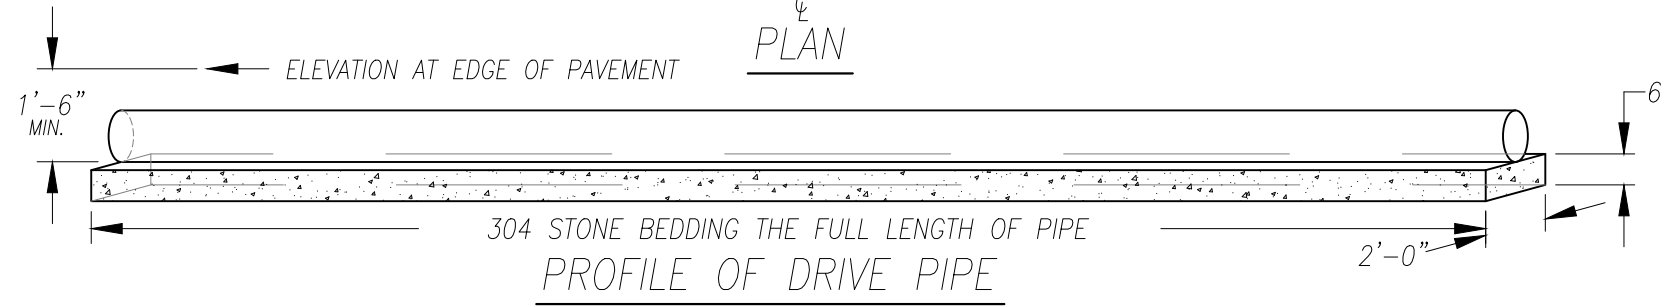 ℄
PLAN
ELEVATION AT EDGE OF PAVEMENT
1'-6"
MIN.
6
304 STONE BEDDING THE FULL LENGTH OF PIPE
2'-0"
PROFILE OF DRIVE PIPE